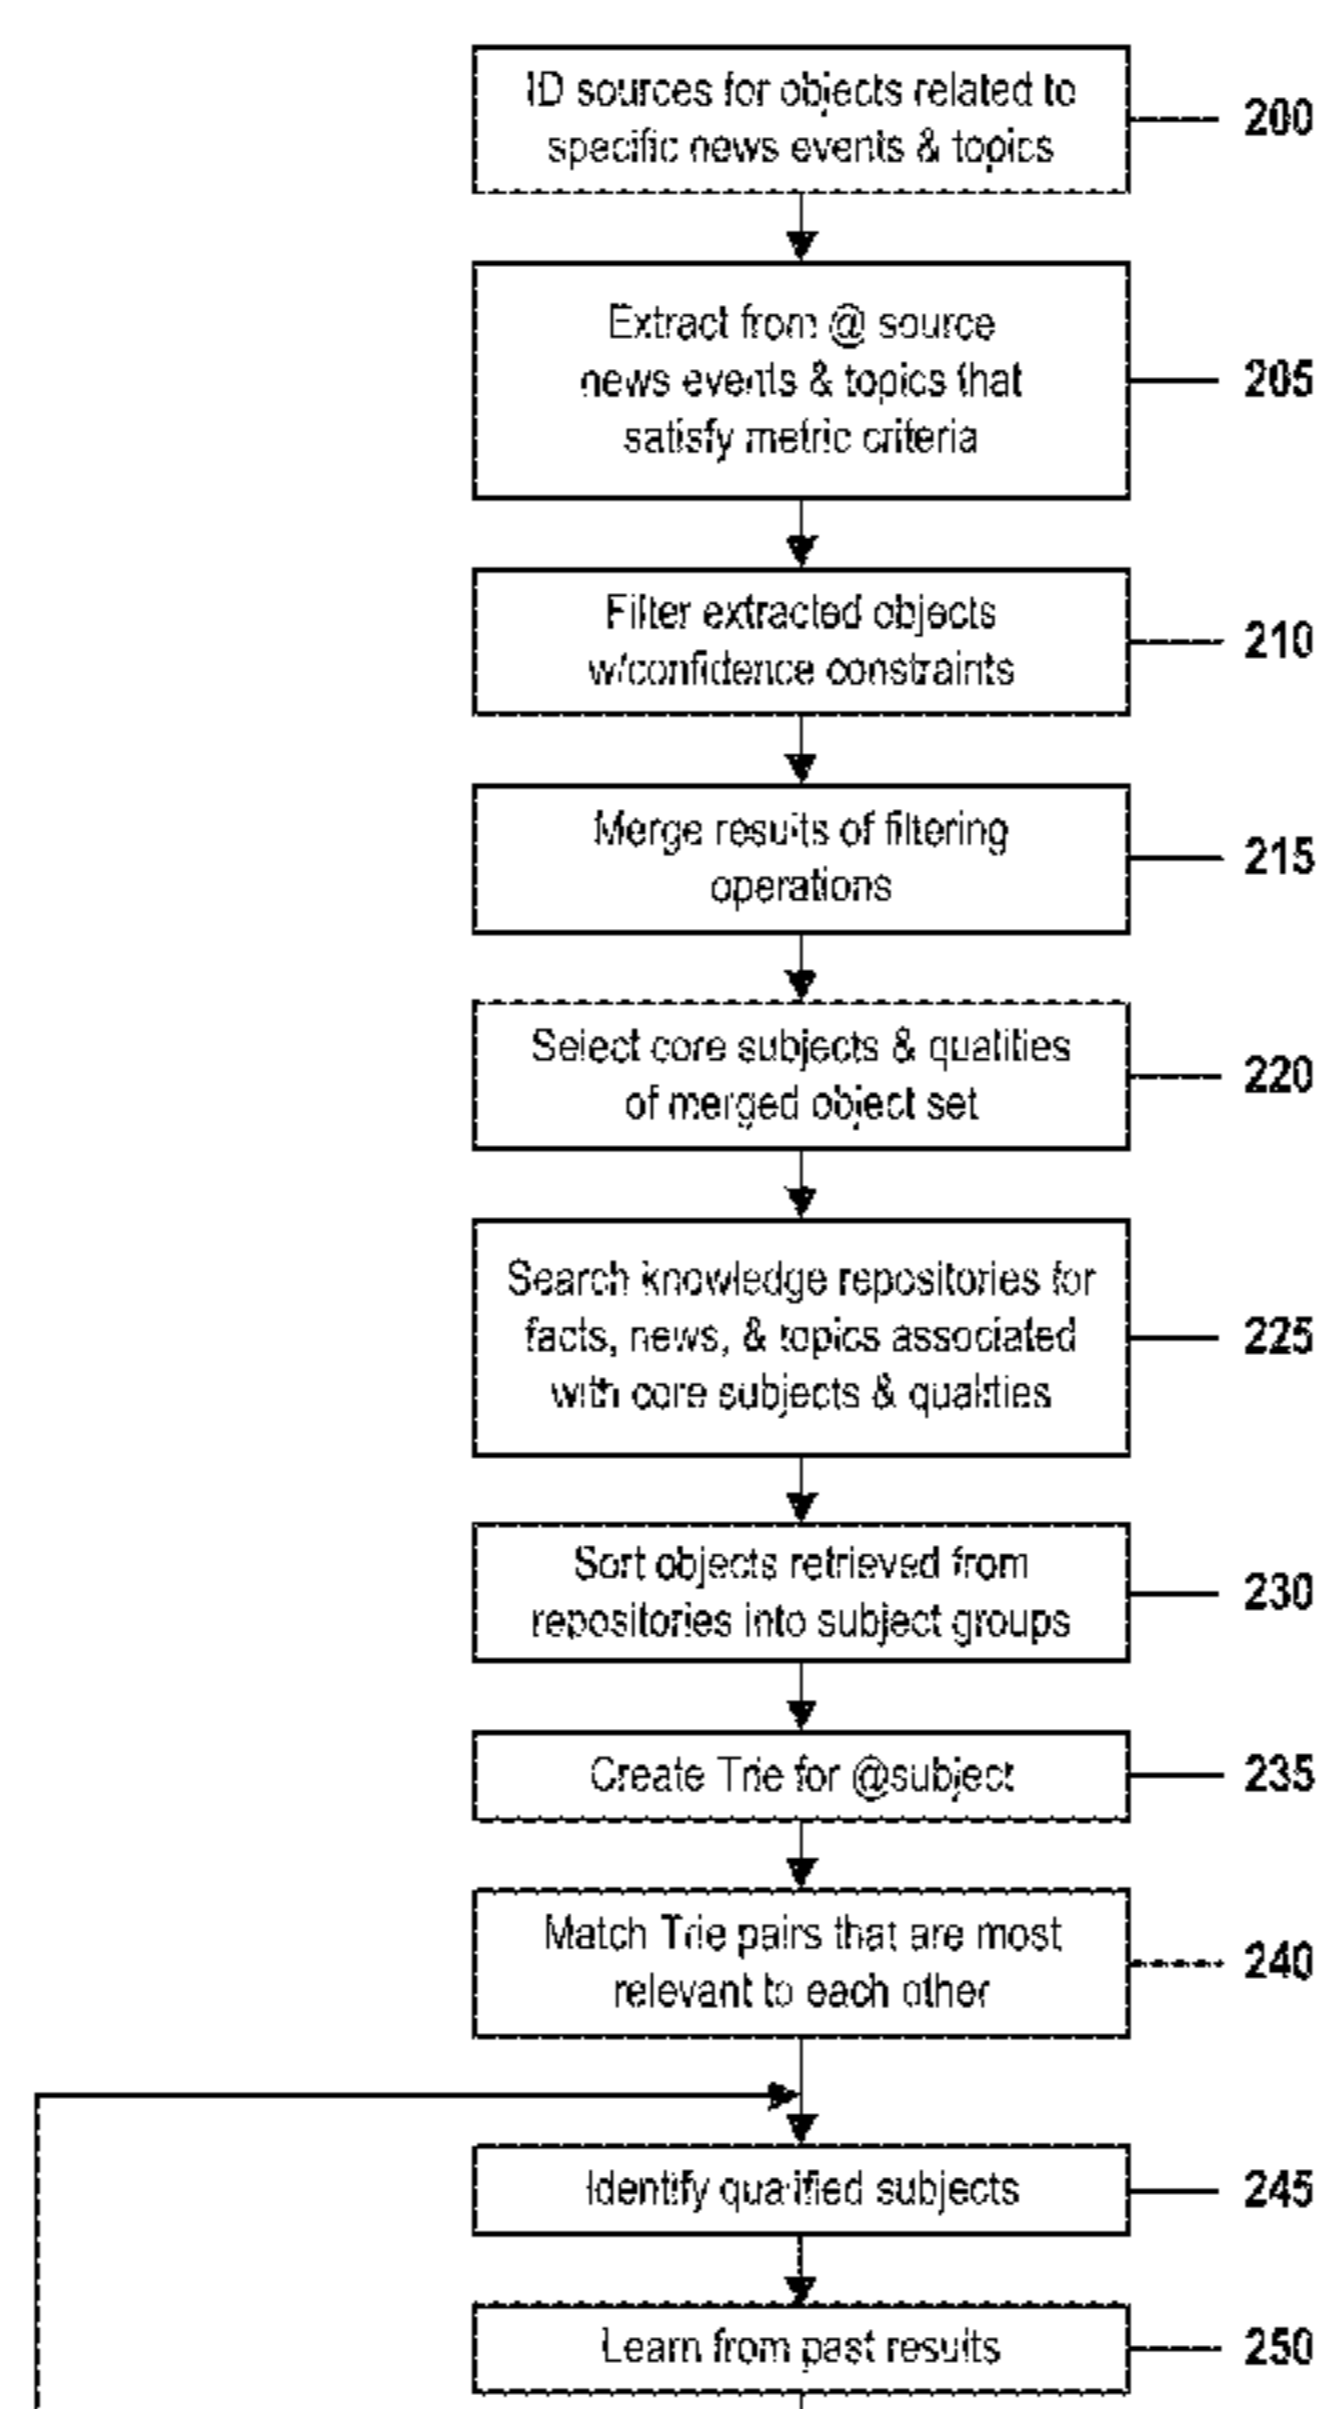 ID sources for objects related to
specific news events & topics
200
Extract from @ source
news events & topics that
satisfy metric criteria
205
Filter extracted objects
w/confidence constraints
210
Merge results of filtering
operations
215
Select core subjects & qualities
of merged object set
220
Search knowledge repositories for
facts, news, & topics associated
with core subjects & qualities
225
Sort objects retrieved from
repositories into subject groups
230
Create Trie for @subject
235
Match Trie pairs that are most
relevant to each other
240
Identify qualified subjects
245
Learn from past results
250